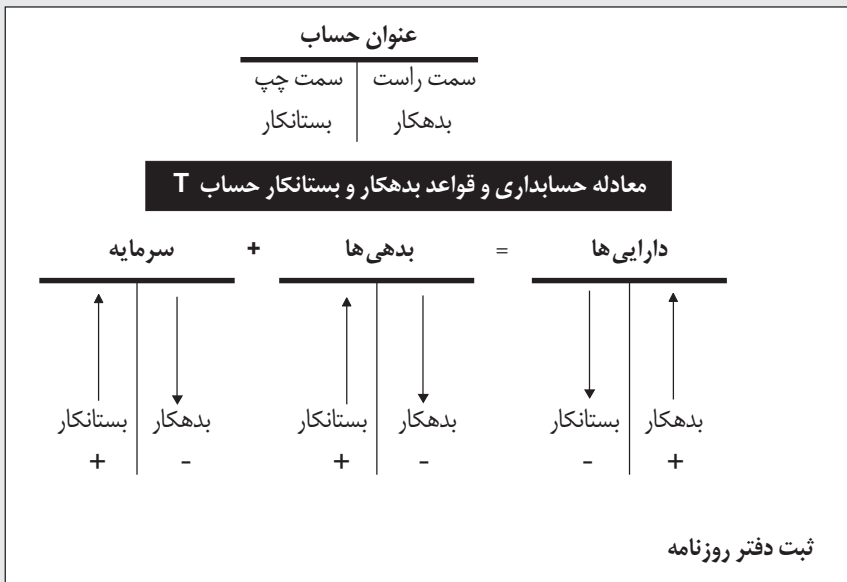 عنوان حساب
سمت راست سمت چپ
بدهکار بستانکار
معادله حسابداری و قواعد بدهکار و بستانکار حساب T
دارایی‌ها = بدهی‌ها + سرمایه
بدهکار بستانکار بدهکار بستانکار بدهکار بستانکار
+ - - + - +
ثبت دفتر روزنامه